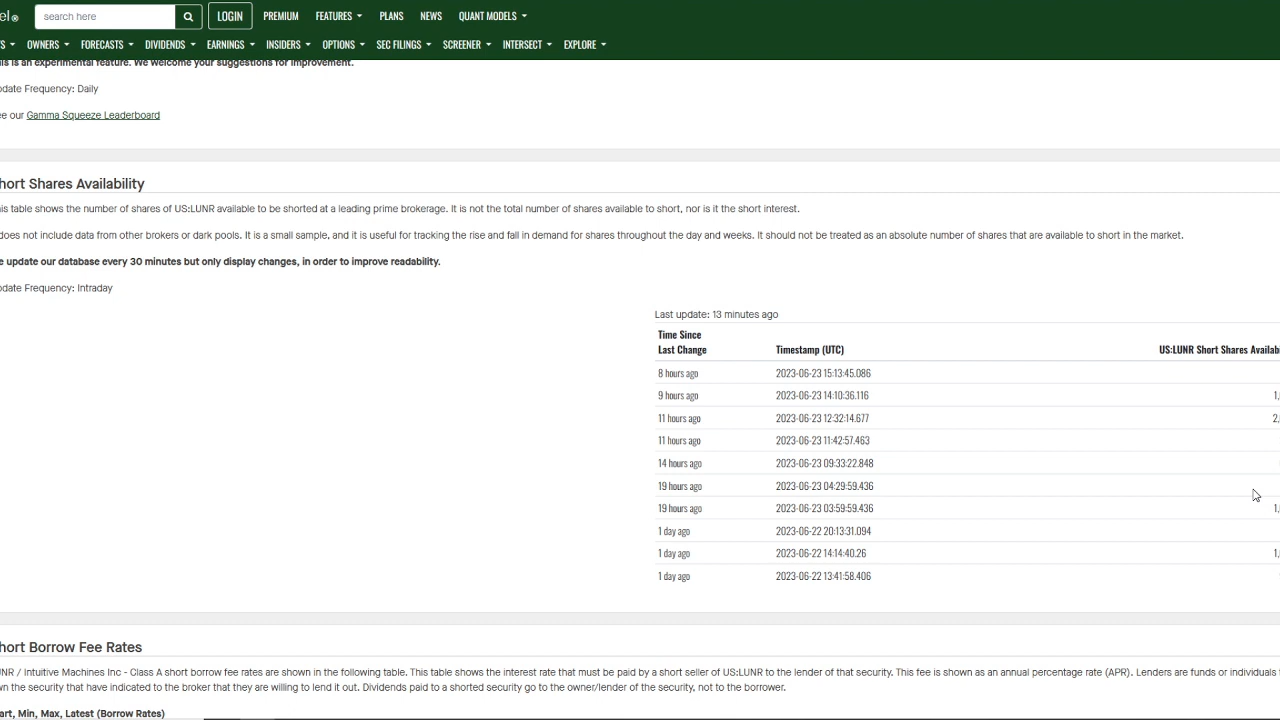 el®
search here
LOGIN
PREMIUM
FEATURES
PLANS
NEWS
QUANT MODELS
OWNERS
FORECASTS
DIVIDENDS
EARNINGS
INSIDERS
OPTIONS
SEC FILINGS
SCREENER
INTERSECT
EXPLORE
is is an experimental feature. We welcome your suggestions for improvement.
odate Frequency: Daily
ee our Gamma Squeeze Leaderboard
hort Shares Availability
is table shows the number of shares of US:LUNR available to be shorted at a leading prime brokerage. It is not the total number of shares available to short, nor is it the short interest.
does not include data from other brokers or dark pools. It is a small sample, and it is useful for tracking the rise and fall in demand for shares throughout the day and weeks. It should not be treated as an absolute number of shares that are available to short in the market.
e update our database every 30 minutes but only display changes, in order to improve readability.
odate Frequency: Intraday
Last update: 13 minutes ago
Time Since
Last Change Timestamp (UTC) US:LUNR Short Shares Availab
8 hours ago 2023-06-23 15:13:45.086
9 hours ago 2023-06-23 14:10:36.116 1,
11 hours ago 2023-06-23 12:32:14.677 2,
11 hours ago 2023-06-23 11:42:57.463
14 hours ago 2023-06-23 09:33:22.848
19 hours ago 2023-06-23 04:29:59.436
19 hours ago 2023-06-23 03:59:59.436 1,
1 day ago 2023-06-22 20:13:31.094
1 day ago 2023-06-22 14:14:40.26 1,
1 day ago 2023-06-22 13:41:58.406
hort Borrow Fee Rates
NR / Intuitive Machines Inc - Class A short borrow fee rates are shown in the following table. This table shows the interest rate that must be paid by a short seller of US:LUNR to the lender of that security. This fee is shown as an annual percentage rate (APR). Lenders are funds or individuals
n the security that have indicated to the broker that they are willing to lend it out. Dividends paid to a shorted security go to the owner/lender of the security, not to the borrower.
art, Min, Max, Latest (Borrow Rates)